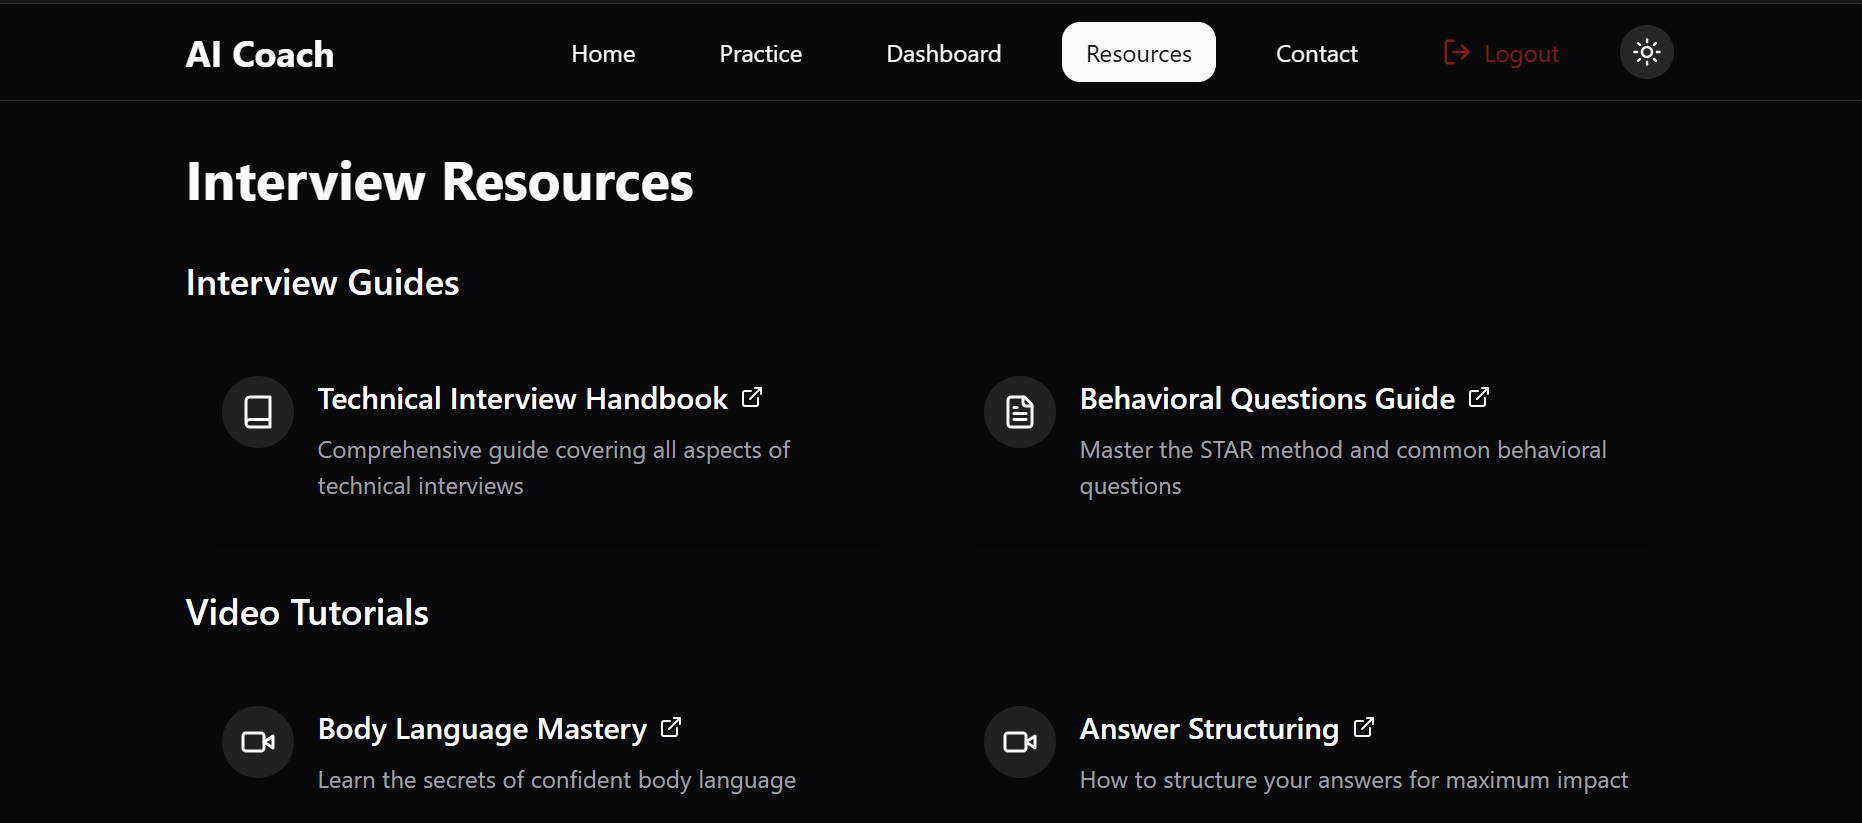 AI Coach
Home
Practice
Dashboard
Resources
Contact
Logout
Interview Resources
Interview Guides
Technical Interview Handbook
Comprehensive guide covering all aspects of
technical interviews
Behavioral Questions Guide
Master the STAR method and common behavioral
questions
Video Tutorials
Body Language Mastery
Learn the secrets of confident body language
Answer Structuring
How to structure your answers for maximum impact